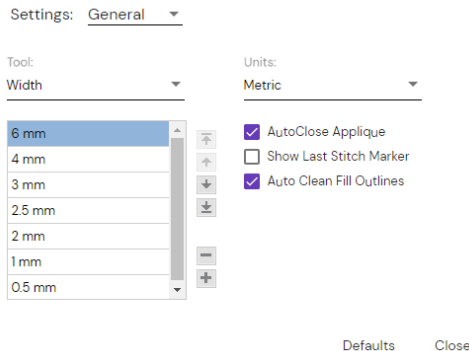 Settings: General
Tool:
Width
Units:
Metric
6 mm
4 mm
3 mm
2.5 mm
2 mm
1 mm
0.5 mm
AutoClose Applique
Show Last Stitch Marker
Auto Clean Fill Outlines
Defaults Close